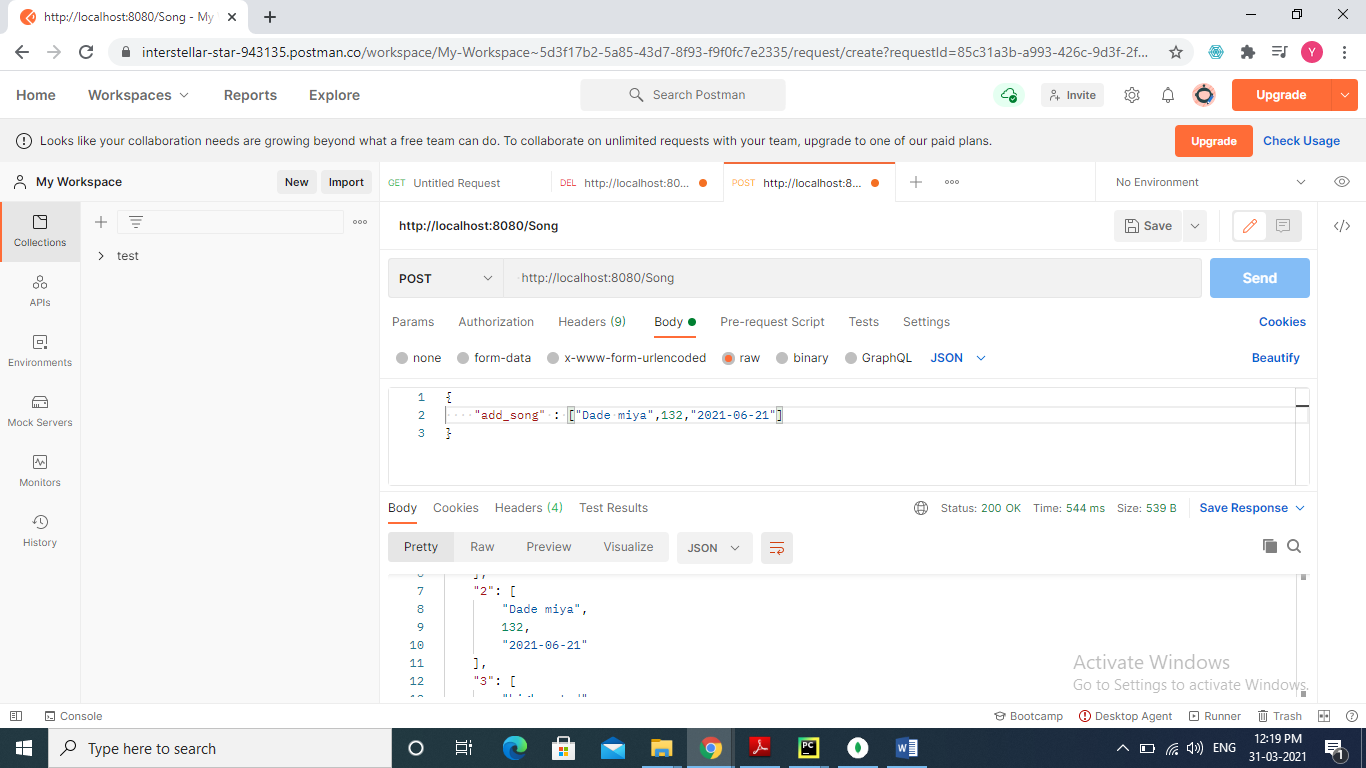 http://localhost:8080/Song - My
interstellar-star-943135.postman.co/workspace/My-Workspace~5d3f17b2-5a85-43d7-8f93-f9f0fc7e2335/request/create?requestId=85c31a3b-a993-426c-9d3f-2f...
Y
Home Workspaces Reports Explore Search Postman Invite Upgrade
Looks like your collaboration needs are growing beyond what a free team can do. To collaborate on unlimited requests with your team, upgrade to one of our paid plans. Upgrade Check Usage
My Workspace New Import GET Untitled Request DEL http://localhost:80... POST http://localhost:8... No Environment
Collections
test
APIs
Environments
Mock Servers
Monitors
History
http://localhost:8080/Song Save
POST http://localhost:8080/Song Send
Params Authorization Headers (9) Body Pre-request Script Tests Settings Cookies
none form-data x-www-form-urlencoded raw binary GraphQL JSON Beautify
1 {
2 "add_song" : ["Dade miya",132,"2021-06-21"]
3 }
Body Cookies Headers (4) Test Results Status: 200 OK Time: 544 ms Size: 539 B Save Response
Pretty Raw Preview Visualize JSON
7 "2": [
8 "Dade miya",
9 132,
10 "2021-06-21"
11 ],
12 "3": [
Activate Windows
Go to Settings to activate Windows.
Console Bootcamp Desktop Agent Runner Trash
Type here to search
PC
W
ENG
12:19 PM
31-03-2021
1